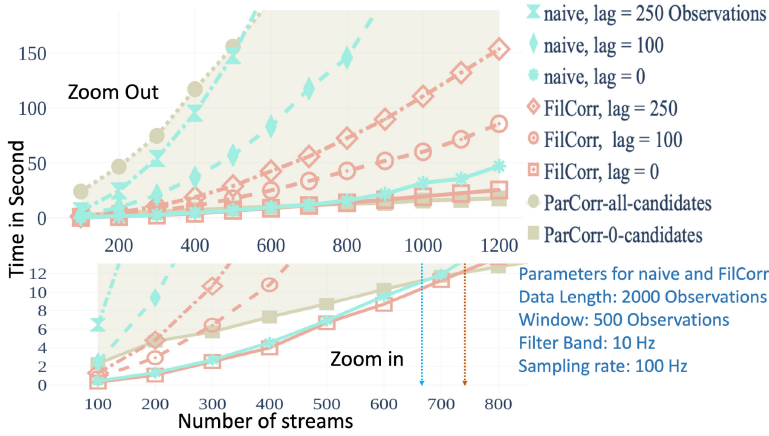 naive, lag = 250 Observations
naive, lag = 100
naive, lag = 0
FilCorr, lag = 250
FilCorr, lag = 100
FilCorr, lag = 0
ParCorr-all-candidates
ParCorr-0-candidates
Zoom Out
Time in Second
150
100
50
0
200 400 600 800 1000 1200
12
10
8
6
4
2
0
Zoom in
100 200 300 400 500 600 700 800
Number of streams
Parameters for naive and FilCorr
Data Length: 2000 Observations
Window: 500 Observations
Filter Band: 10 Hz
Sampling rate: 100 Hz